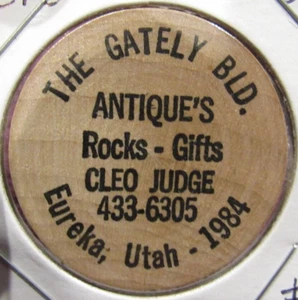 THE GATELY BLD.
ANTIQUE'S
Rocks - Gifts
CLEO JUDGE
433-6305
Eureka; Utah - 1984